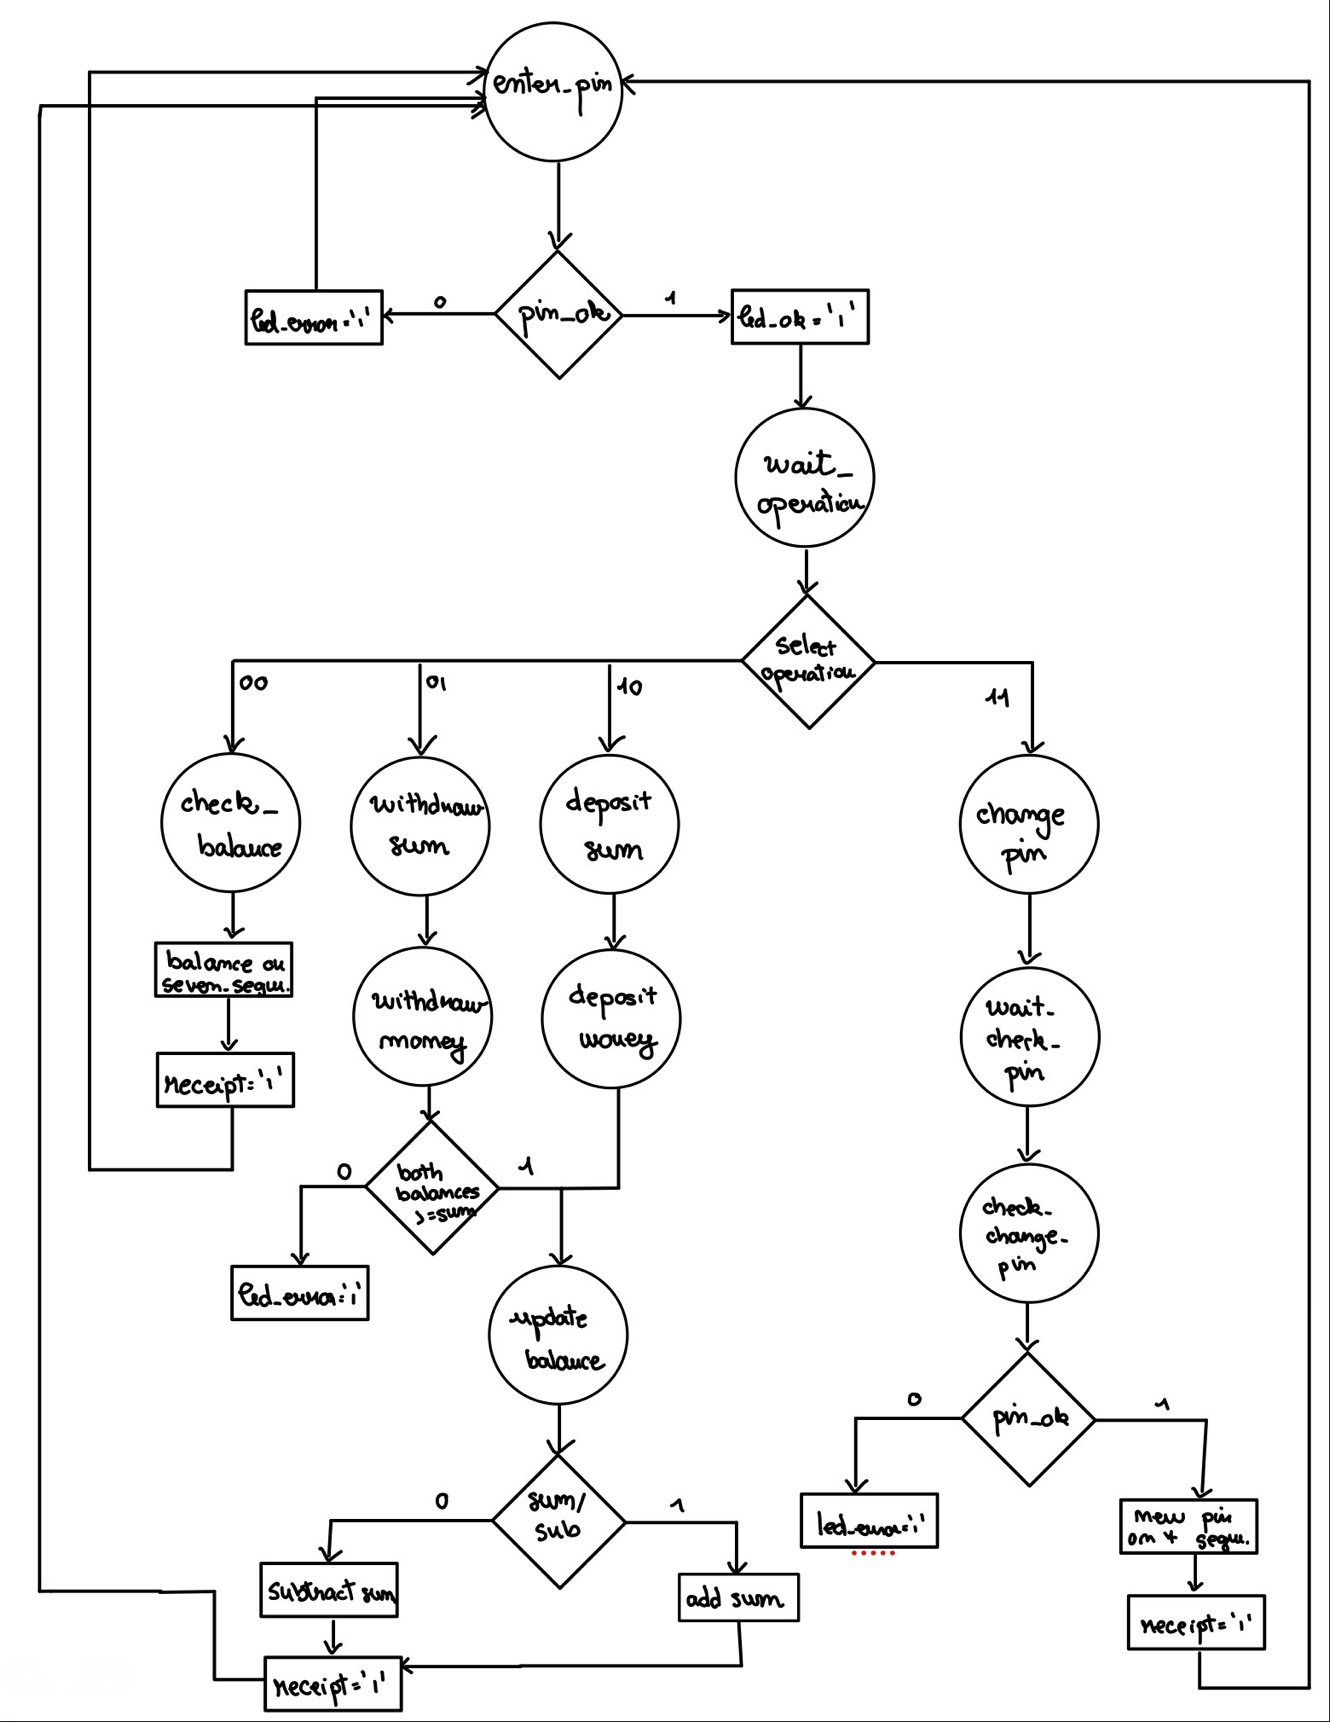 enter_pin
led_error='1'
0
pin_ok
1
led_ok='1'
wait_
operation
select
operation
00
01
10
11
check_
balance
withdraw
sum
deposit
sum
change
pin
balance on
seven_segm.
withdraw
money
deposit
money
wait_
check_
pin
receipt='1'
0
both
balances
>=sum
1
check_
change_
pin
led_error='1'
update
balance
0
pin_ok
1
0
sum/
sub
1
led_error='1'
new pin
on 7 segm.
subtract sum
add sum
receipt='1'
receipt='1'